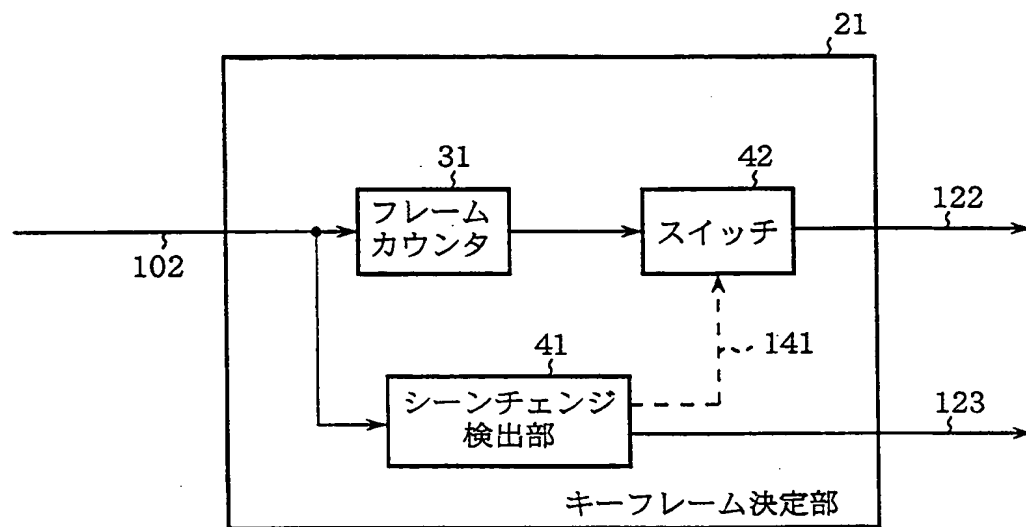 21
31
42
フレーム
カウンタ
スイッチ
122
102
141
41
シーンチェンジ
検出部
123
キーフレーム決定部